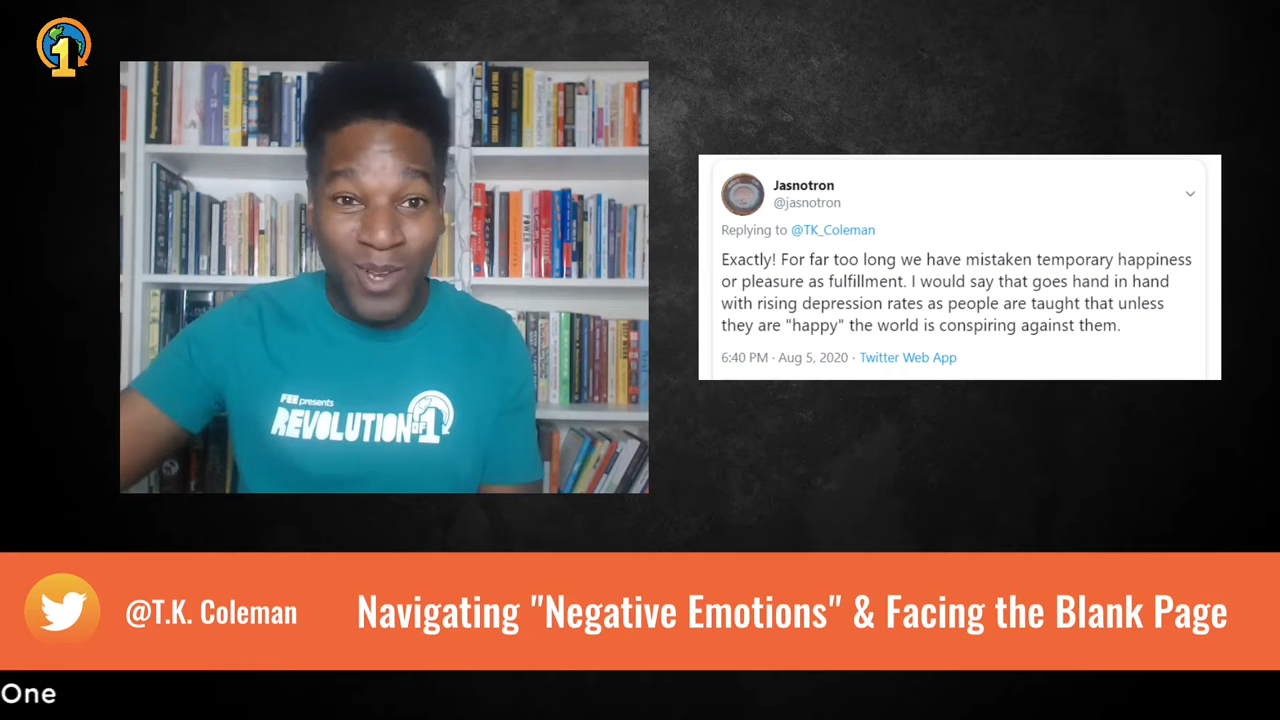 1
FEE presents
REVOLUTION OF 1
POWER
Jasnotron
@jasnotron
Replying to @TK_Coleman
Exactly! For far too long we have mistaken temporary happiness
or pleasure as fulfillment. I would say that goes hand in hand
with rising depression rates as people are taught that unless
they are "happy" the world is conspiring against them.
6:40 PM · Aug 5, 2020 · Twitter Web App
@T.K. Coleman
Navigating "Negative Emotions" & Facing the Blank Page
One